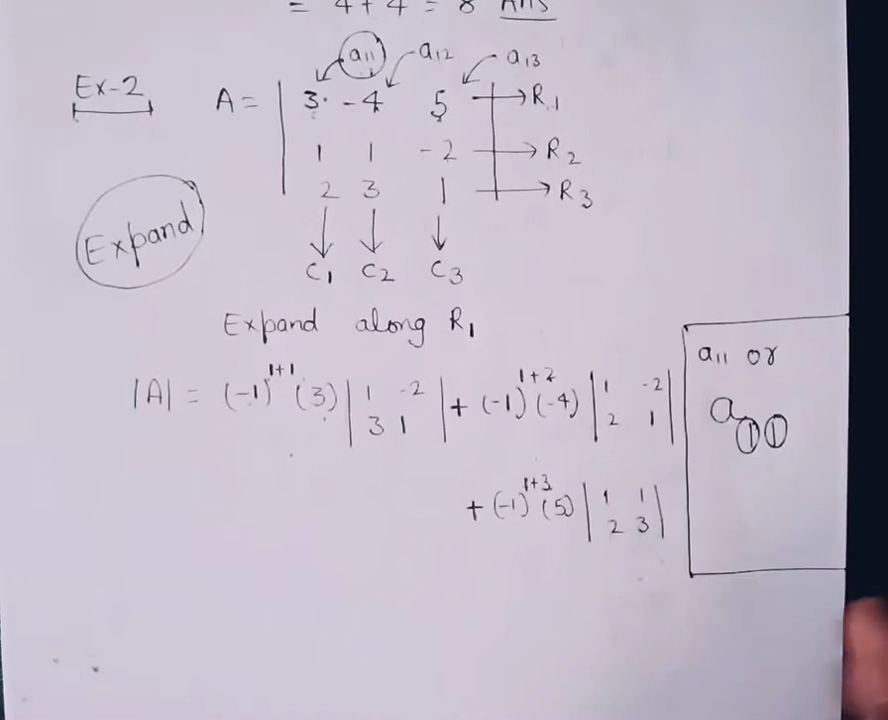 = 4+4 = 8 Ans
a11 a12 a13
Ex-2 A = | 3 -4 5 | → R1
| 1 1 -2 | → R2
| 2 3 1 | → R3
Expand
↓ ↓ ↓
C1 C2 C3
Expand along R1
|A| = (-1)^1+1 (3) | 1 -2 | + (-1)^1+2 (-4) | 1 -2 |
| 3 1 | | 2 1 |
+ (-1)^1+3 (5) | 1 1 |
| 2 3 |
a11 or
a11